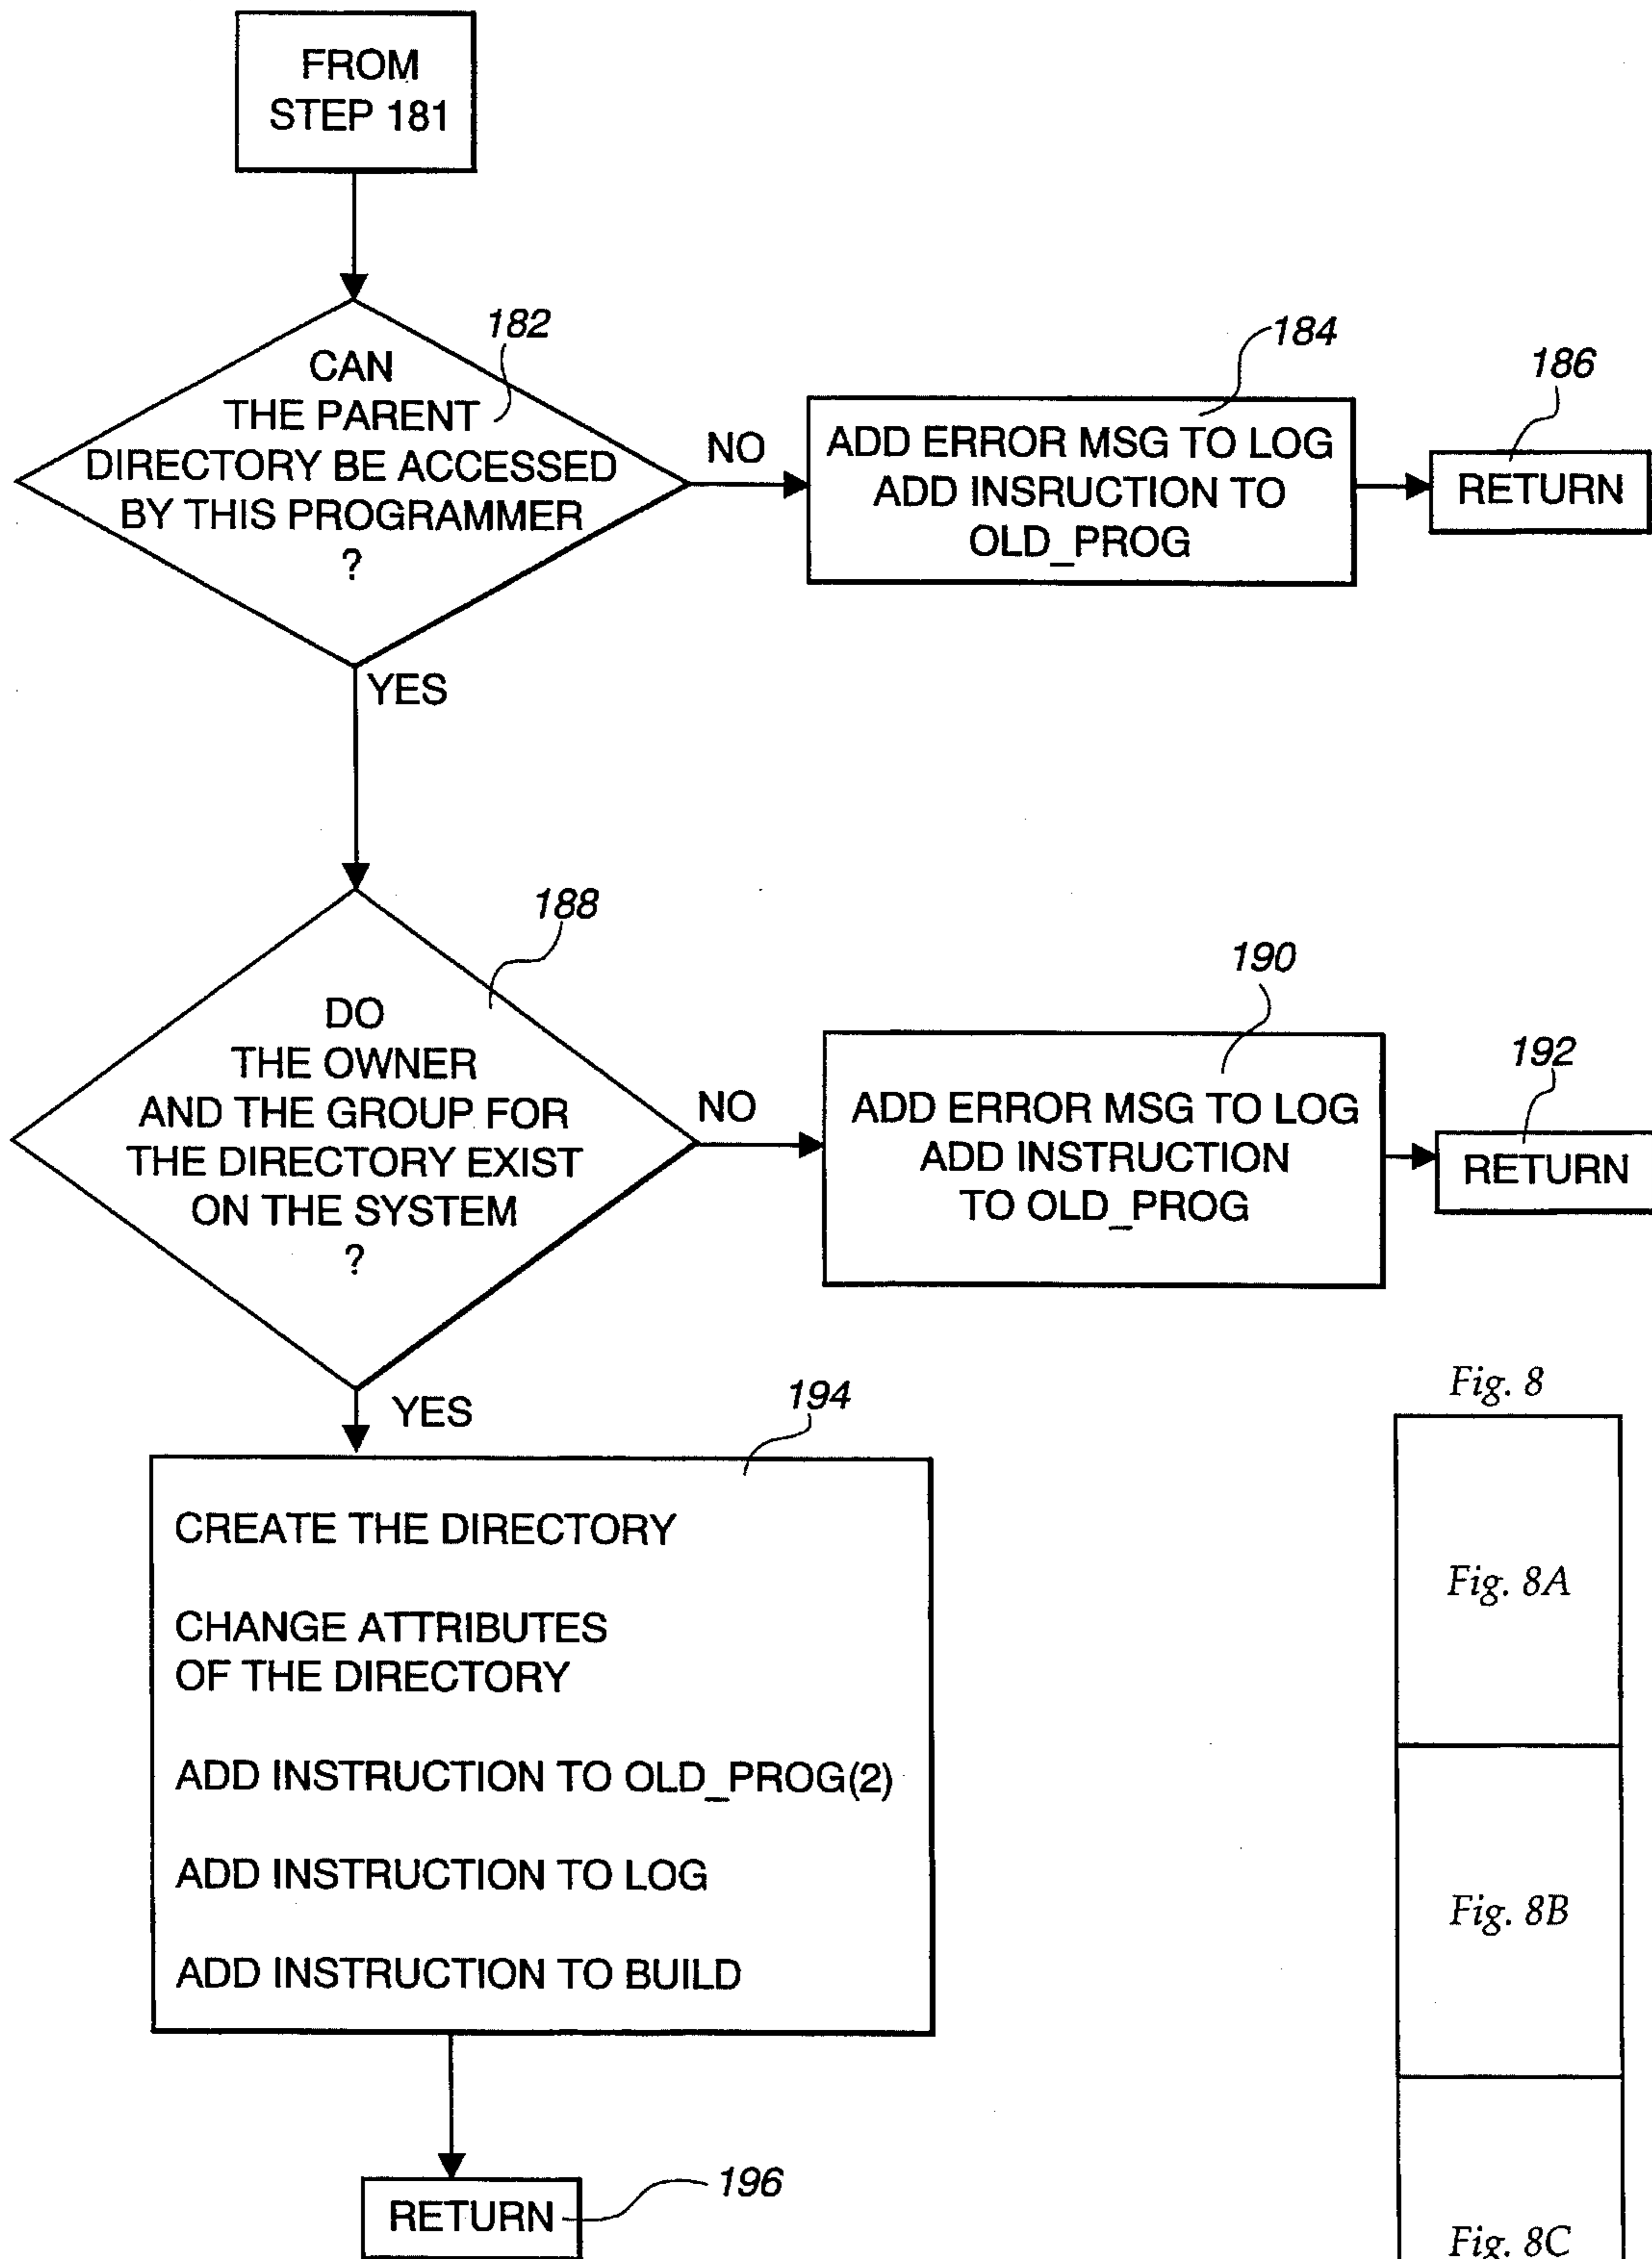 FROM
STEP 181
182
CAN
THE PARENT
DIRECTORY BE ACCESSED
BY THIS PROGRAMMER
?
NO
184
ADD ERROR MSG TO LOG
ADD INSRUCTION TO
OLD_PROG
186
RETURN
YES
188
DO
THE OWNER
AND THE GROUP FOR
THE DIRECTORY EXIST
ON THE SYSTEM
?
NO
190
ADD ERROR MSG TO LOG
ADD INSTRUCTION
TO OLD_PROG
192
RETURN
YES
194
CREATE THE DIRECTORY
CHANGE ATTRIBUTES
OF THE DIRECTORY
ADD INSTRUCTION TO OLD_PROG(2)
ADD INSTRUCTION TO LOG
ADD INSTRUCTION TO BUILD
RETURN
196
Fig. 8
Fig. 8A
Fig. 8B
Fig. 8C